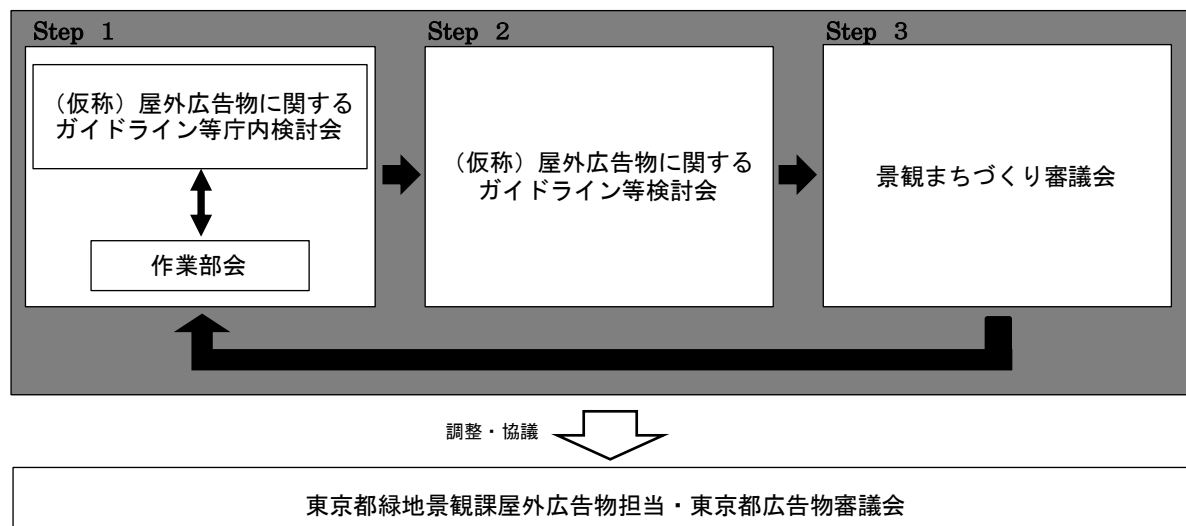 Step 1
（仮称）屋外広告物に関する
ガイドライン等庁内検討会
作業部会
Step 2
（仮称）屋外広告物に関する
ガイドライン等検討会
Step 3
景観まちづくり審議会
調整・協議
東京都緑地景観課屋外広告物担当・東京都広告物審議会